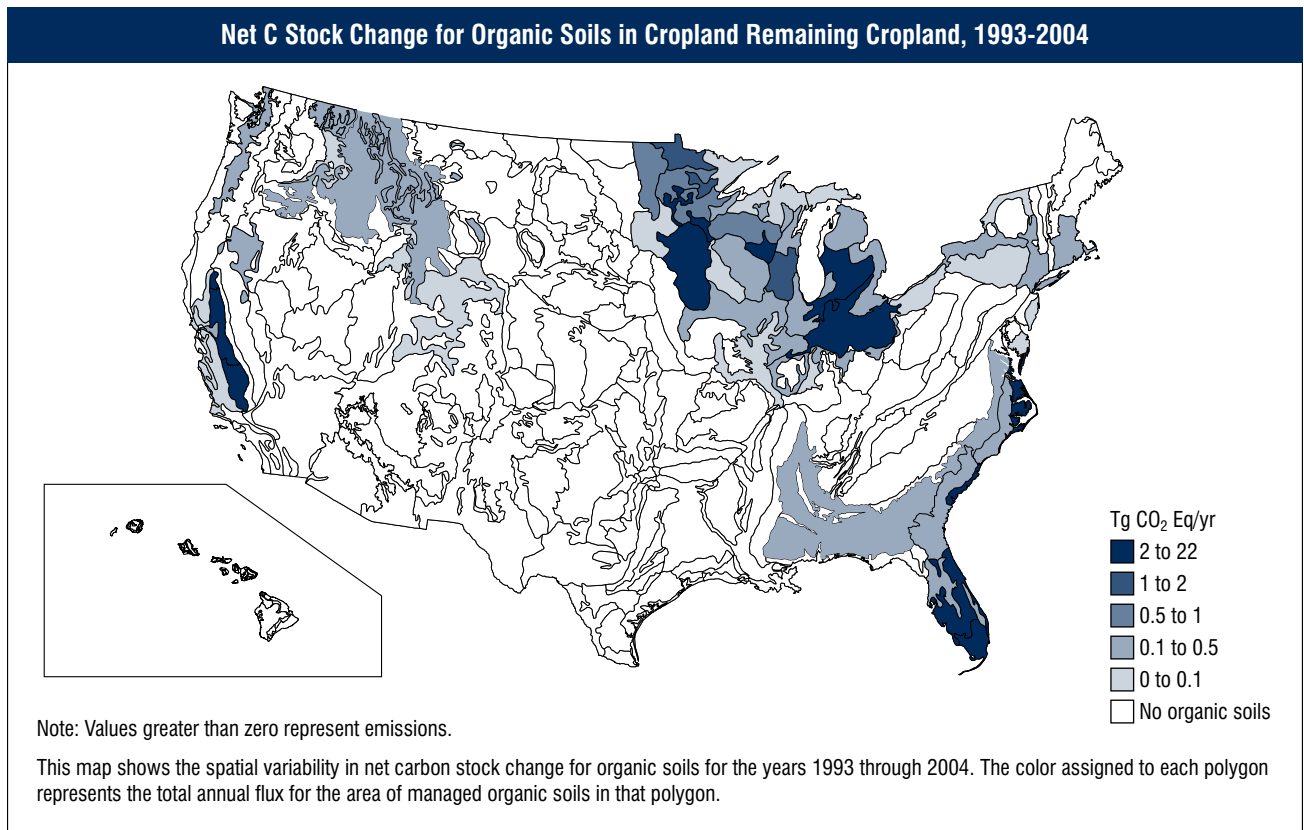 Net C Stock Change for Organic Soils in Cropland Remaining Cropland, 1993-2004
Tg CO₂ Eq/yr
2 to 22
1 to 2
0.5 to 1
0.1 to 0.5
0 to 0.1
No organic soils
Note: Values greater than zero represent emissions.
This map shows the spatial variability in net carbon stock change for organic soils for the years 1993 through 2004. The color assigned to each polygon
represents the total annual flux for the area of managed organic soils in that polygon.